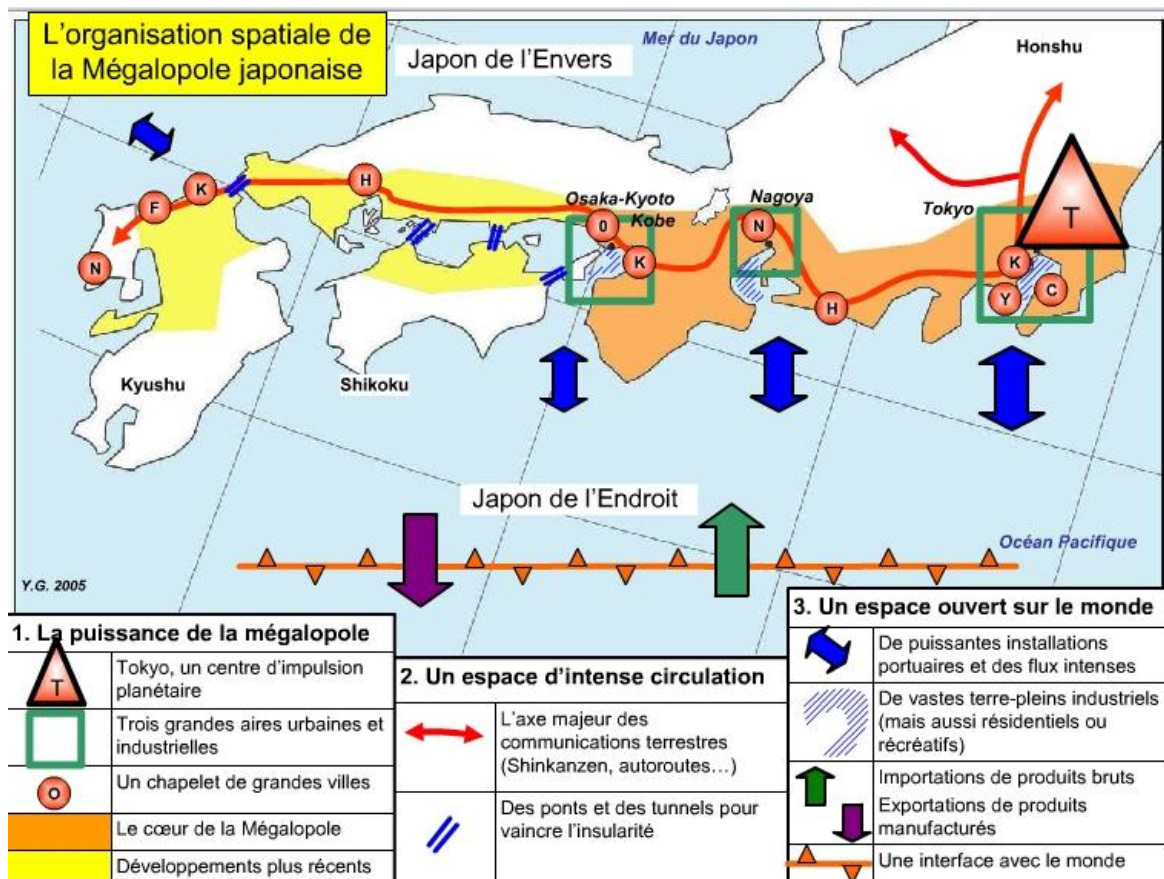 L'organisation spatiale de
la Mégalopole japonaise
Mer du Japon
Honshu
Japon de l'Envers
H
K
F
N
Osaka-Kyoto
Kobe
O
K
Nagoya
N
H
Tokyo
T
K
Y
C
Kyushu
Shikoku
Japon de l'Endroit
Océan Pacifique
Y.G. 2005
1. La puissance de la mégalopole
T
Tokyo, un centre d'impulsion
planétaire
Trois grandes aires urbaines et
industrielles
O
Un chapelet de grandes villes
Le cœur de la Mégalopole
Développements plus récents
2. Un espace d'intense circulation
L'axe majeur des
communications terrestres
(Shinkanzen, autoroutes…)
Des ponts et des tunnels pour
vaincre l'insularité
3. Un espace ouvert sur le monde
De puissantes installations
portuaires et des flux intenses
De vastes terre-pleins industriels
(mais aussi résidentiels ou
récréatifs)
Importations de produits bruts
Exportations de produits
manufacturés
Une interface avec le monde